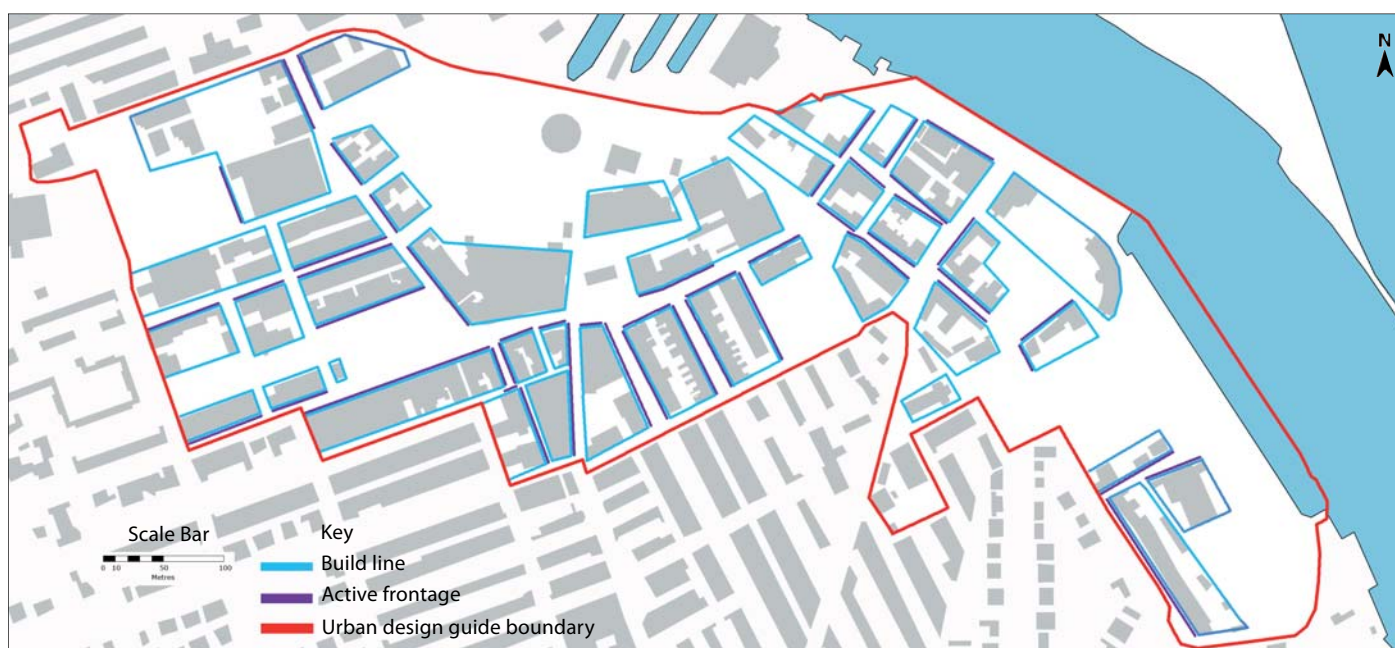 N
Scale Bar
0 10 50 100
Metres
Key
Build line
Active frontage
Urban design guide boundary